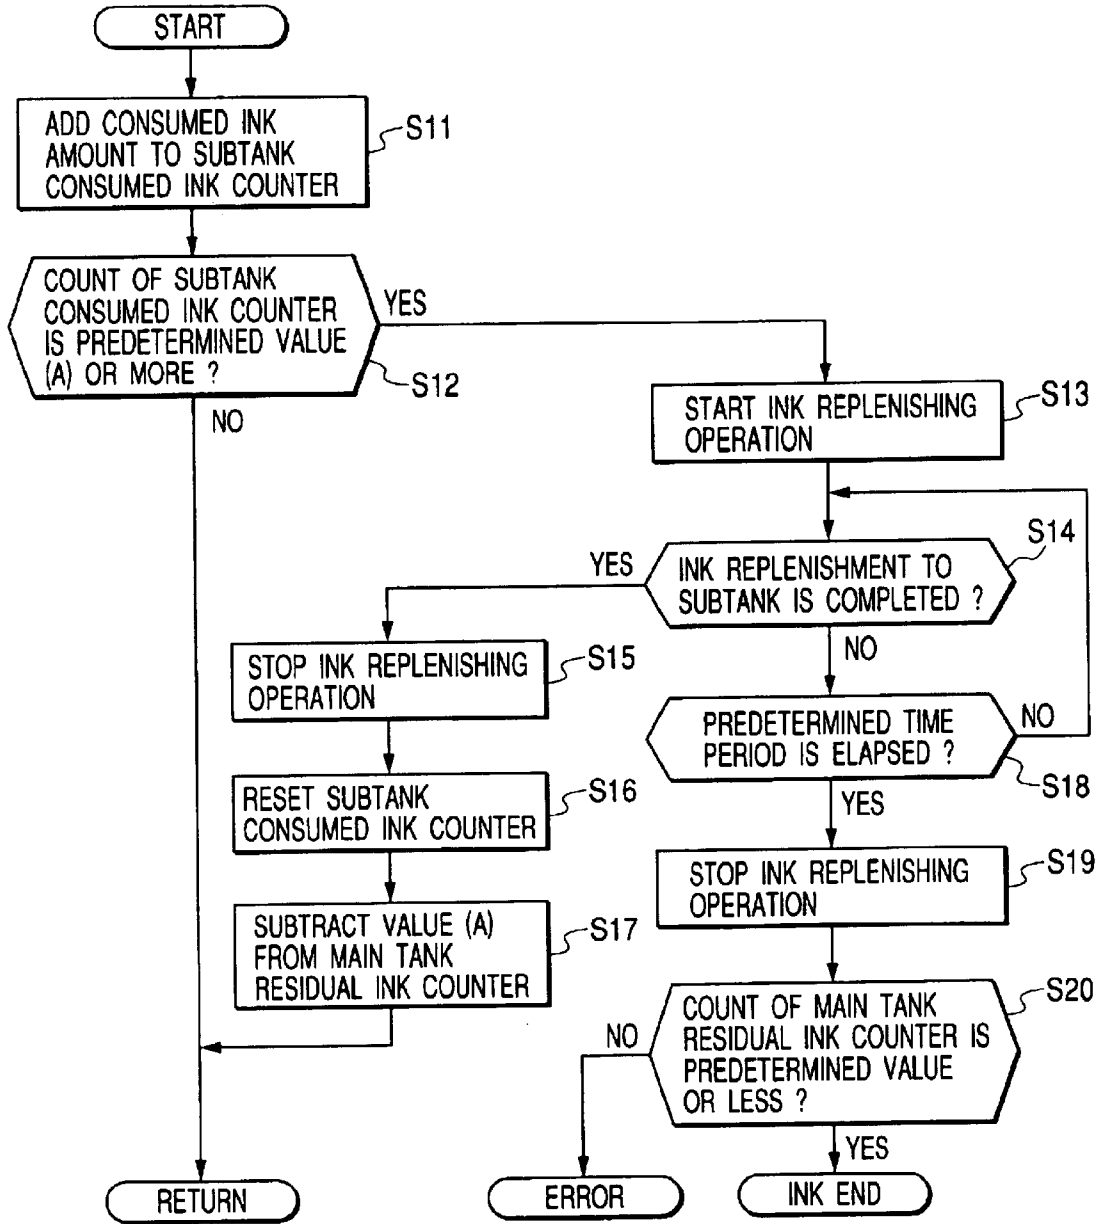 START
ADD CONSUMED INK
AMOUNT TO SUBTANK
CONSUMED INK COUNTER
S11
COUNT OF SUBTANK
CONSUMED INK COUNTER
IS PREDETERMINED VALUE
(A) OR MORE ?
S12
YES
NO
START INK REPLENISHING
OPERATION
S13
INK REPLENISHMENT TO
SUBTANK IS COMPLETED ?
S14
YES
NO
STOP INK REPLENISHING
OPERATION
S15
RESET SUBTANK
CONSUMED INK COUNTER
S16
SUBTRACT VALUE (A)
FROM MAIN TANK
RESIDUAL INK COUNTER
S17
PREDETERMINED TIME
PERIOD IS ELAPSED ?
NO
S18
YES
STOP INK REPLENISHING
OPERATION
S19
COUNT OF MAIN TANK
RESIDUAL INK COUNTER IS
PREDETERMINED VALUE
OR LESS ?
S20
NO
YES
RETURN
ERROR
INK END